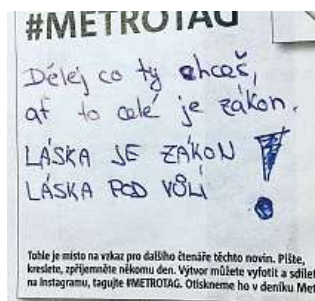 #METROTAG
Dělej co ty chceš,
ať to celé je zákon.
LÁSKA JE ZÁKON
LÁSKA POD VŮLÍ !
Tohle je místo na vzkaz pro dalšího čtenáře těchto novin. Pište,
kreslete, zpříjemněte někomu den. Výtvor můžete vyfotit a sdílet
na Instagramu, tagujte #METROTAG. Otiskneme ho v deníku Met